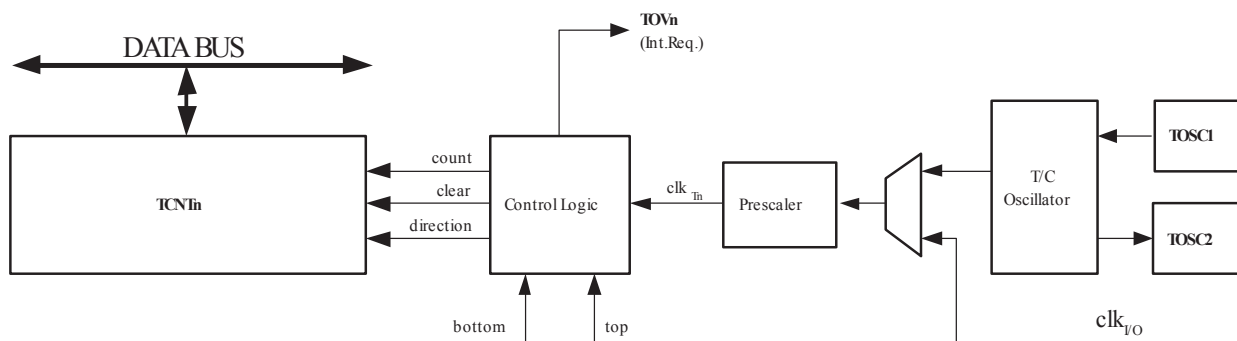 TOVn
(Int.Req.)
DATA BUS
TOSC1
count
T/C
Oscillator
clk Tn
TCNTn
clear
Control Logic
Prescaler
direction
TOSC2
bottom
top
clkI/O